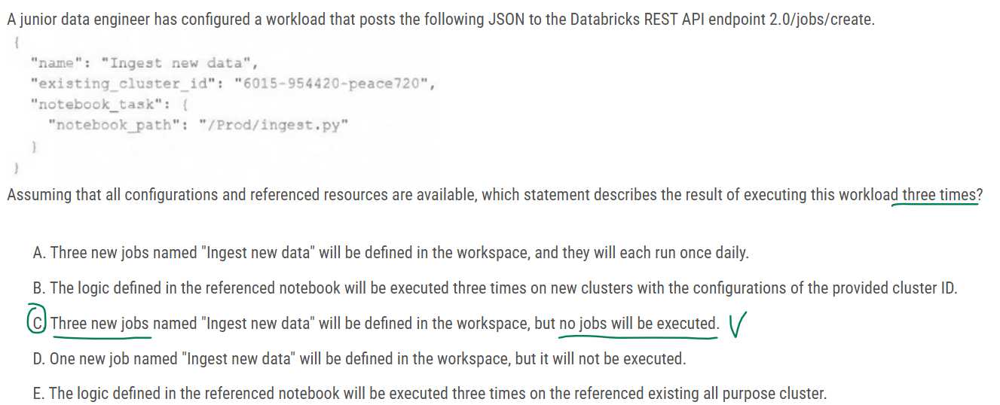 A junior data engineer has configured a workload that posts the following JSON to the Databricks REST API endpoint 2.0/jobs/create.
{
"name": "Ingest new data",
"existing_cluster_id": "6015-954420-peace720",
"notebook_task": {
"notebook_path": "/Prod/ingest.py"
}
}
Assuming that all configurations and referenced resources are available, which statement describes the result of executing this workload three times?
A. Three new jobs named "Ingest new data" will be defined in the workspace, and they will each run once daily.
B. The logic defined in the referenced notebook will be executed three times on new clusters with the configurations of the provided cluster ID.
C. Three new jobs named "Ingest new data" will be defined in the workspace, but no jobs will be executed.
D. One new job named "Ingest new data" will be defined in the workspace, but it will not be executed.
E. The logic defined in the referenced notebook will be executed three times on the referenced existing all purpose cluster.